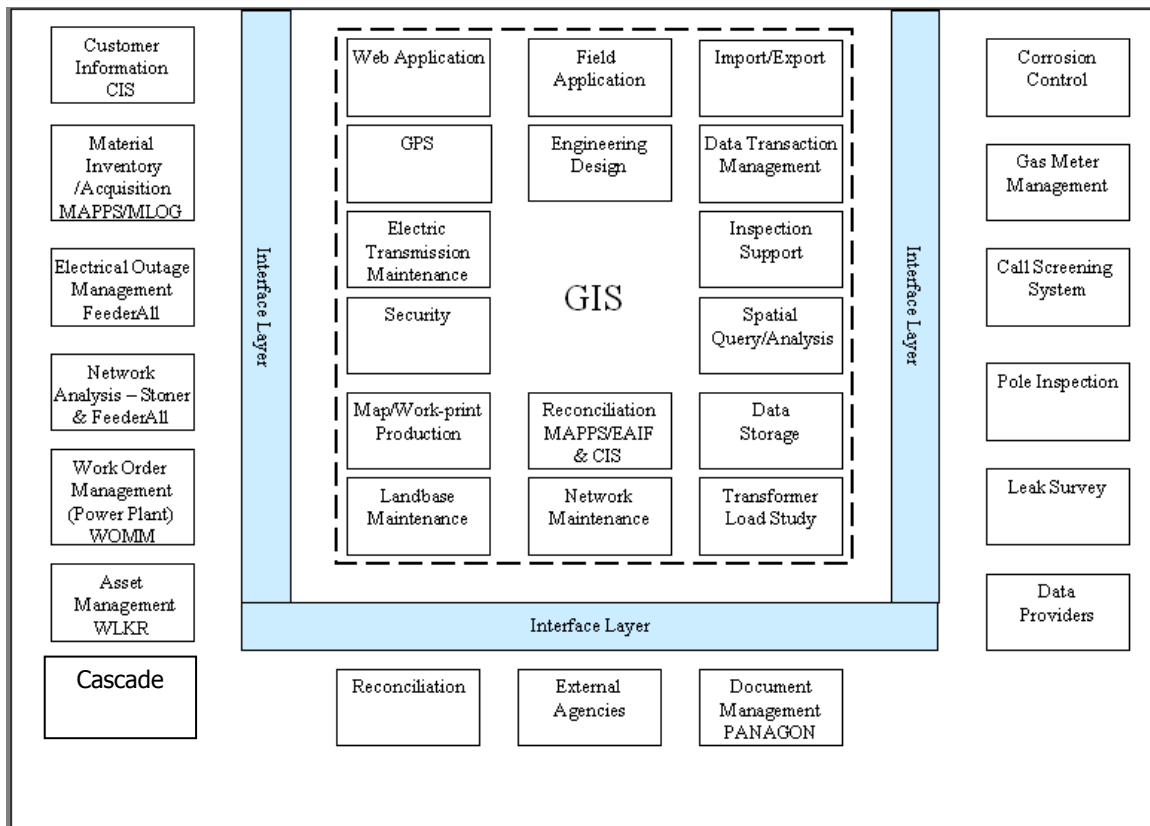 Customer
Information
CIS
Material
Inventory
/Acquisition
MAPPS/MLOG
Electrical Outage
Management
FeederAll
Network
Analysis – Stoner
& FeederAll
Work Order
Management
(Power Plant)
WOMM
Asset
Management
WLKR
Cascade
Interface Layer
Web Application
Field
Application
Import/Export
GPS
Engineering
Design
Data Transaction
Management
Electric
Transmission
Maintenance
Inspection
Support
GIS
Security
Spatial
Query/Analysis
Map/Work-print
Production
Reconciliation
MAPPS/EAIF
& CIS
Data
Storage
Landbase
Maintenance
Network
Maintenance
Transformer
Load Study
Interface Layer
Interface Layer
Reconciliation
External
Agencies
Document
Management
PANAGON
Corrosion
Control
Gas Meter
Management
Call Screening
System
Pole Inspection
Leak Survey
Data
Providers